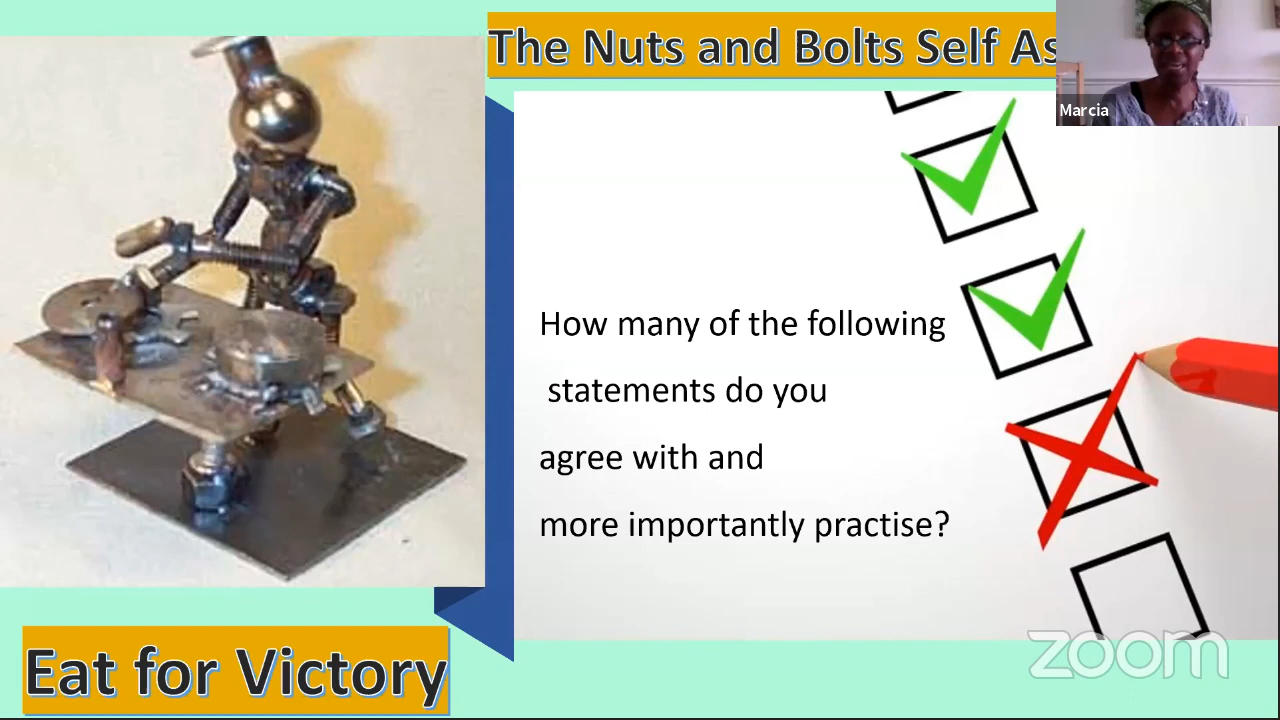 The Nuts and Bolts Self As
Marcia
How many of the following
statements do you
agree with and
more importantly practise?
Eat for Victory
zoom